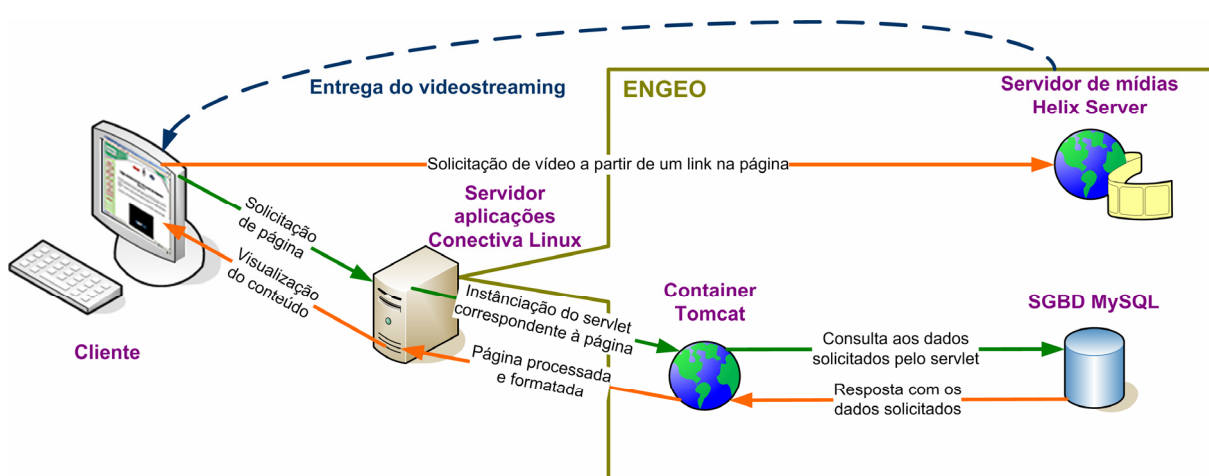 Entrega do videostreaming
ENGEO
Servidor de mídias
Helix Server
Solicitação de vídeo a partir de um link na página
Servidor
aplicações
Conectiva Linux
Solicitação
de página
Visualização
do conteúdo
Cliente
Instânciação do servlet
correspondente à página
Página processada
e formatada
Container
Tomcat
SGBD MySQL
Consulta aos dados
solicitados pelo servlet
Resposta com os
dados solicitados